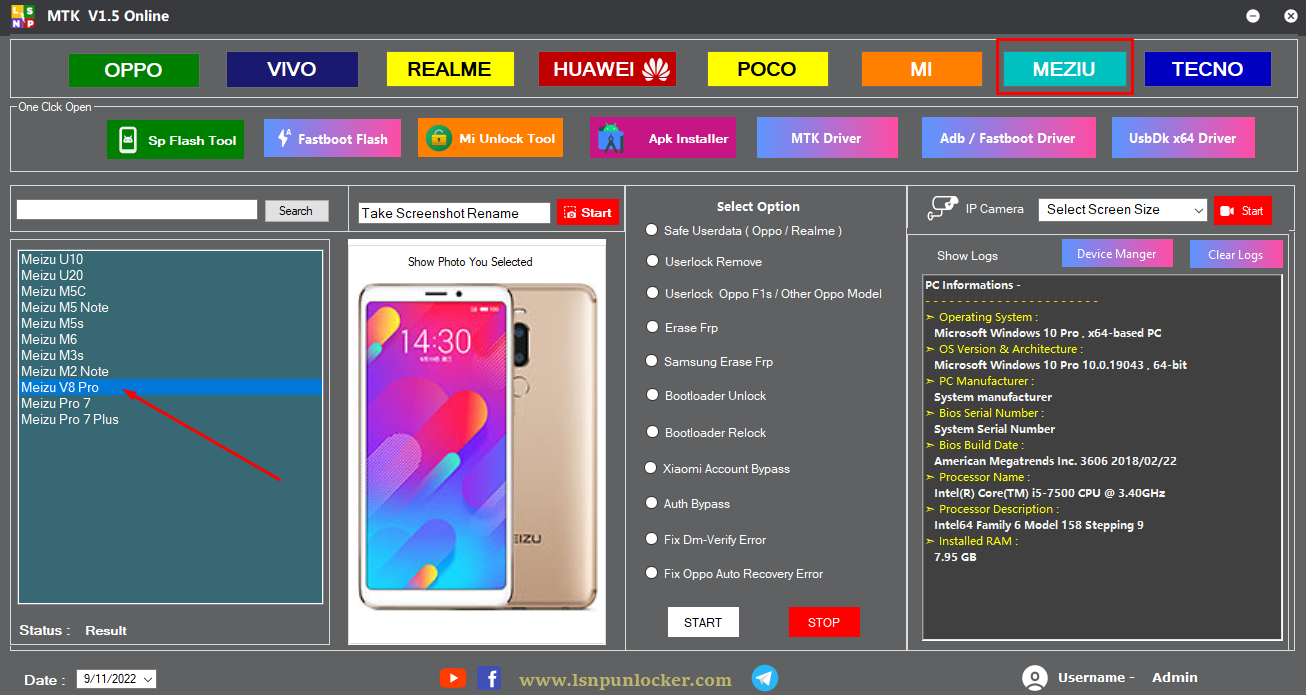 LSNP MTK V1.5 Online
OPPO VIVO REALME HUAWEI POCO MI MEZIU TECNO
One Clck Open
Sp Flash Tool Fastboot Flash Mi Unlock Tool Apk Installer MTK Driver Adb / Fastboot Driver UsbDk x64 Driver
Search
Take Screenshot Rename Start
Meizu U10
Meizu U20
Meizu M5C
Meizu M5 Note
Meizu M5s
Meizu M6
Meizu M3s
Meizu M2 Note
Meizu V8 Pro
Meizu Pro 7
Meizu Pro 7 Plus
Status : Result
Show Photo You Selected
14:30
EIZU
Select Option
Safe Userdata ( Oppo / Realme )
Userlock Remove
Userlock Oppo F1s / Other Oppo Model
Erase Frp
Samsung Erase Frp
Bootloader Unlock
Bootloader Relock
Xiaomi Account Bypass
Auth Bypass
Fix Dm-Verify Error
Fix Oppo Auto Recovery Error
START STOP
IP Camera Select Screen Size Start
Show Logs Device Manger Clear Logs
PC Informations -
- - - - - - - - - - - - - - - - - - - - - -
➣ Operating System :
Microsoft Windows 10 Pro , x64-based PC
➣ OS Version & Architecture :
Microsoft Windows 10 Pro 10.0.19043 , 64-bit
➣ PC Manufacturer :
System manufacturer
➣ Bios Serial Number :
System Serial Number
➣ Bios Build Date :
American Megatrends Inc. 3606 2018/02/22
➣ Processor Name :
Intel(R) Core(TM) i5-7500 CPU @ 3.40GHz
➣ Processor Description :
Intel64 Family 6 Model 158 Stepping 9
➣ Installed RAM :
7.95 GB
Date : 9/11/2022 www.lsnpunlocker.com Username - Admin